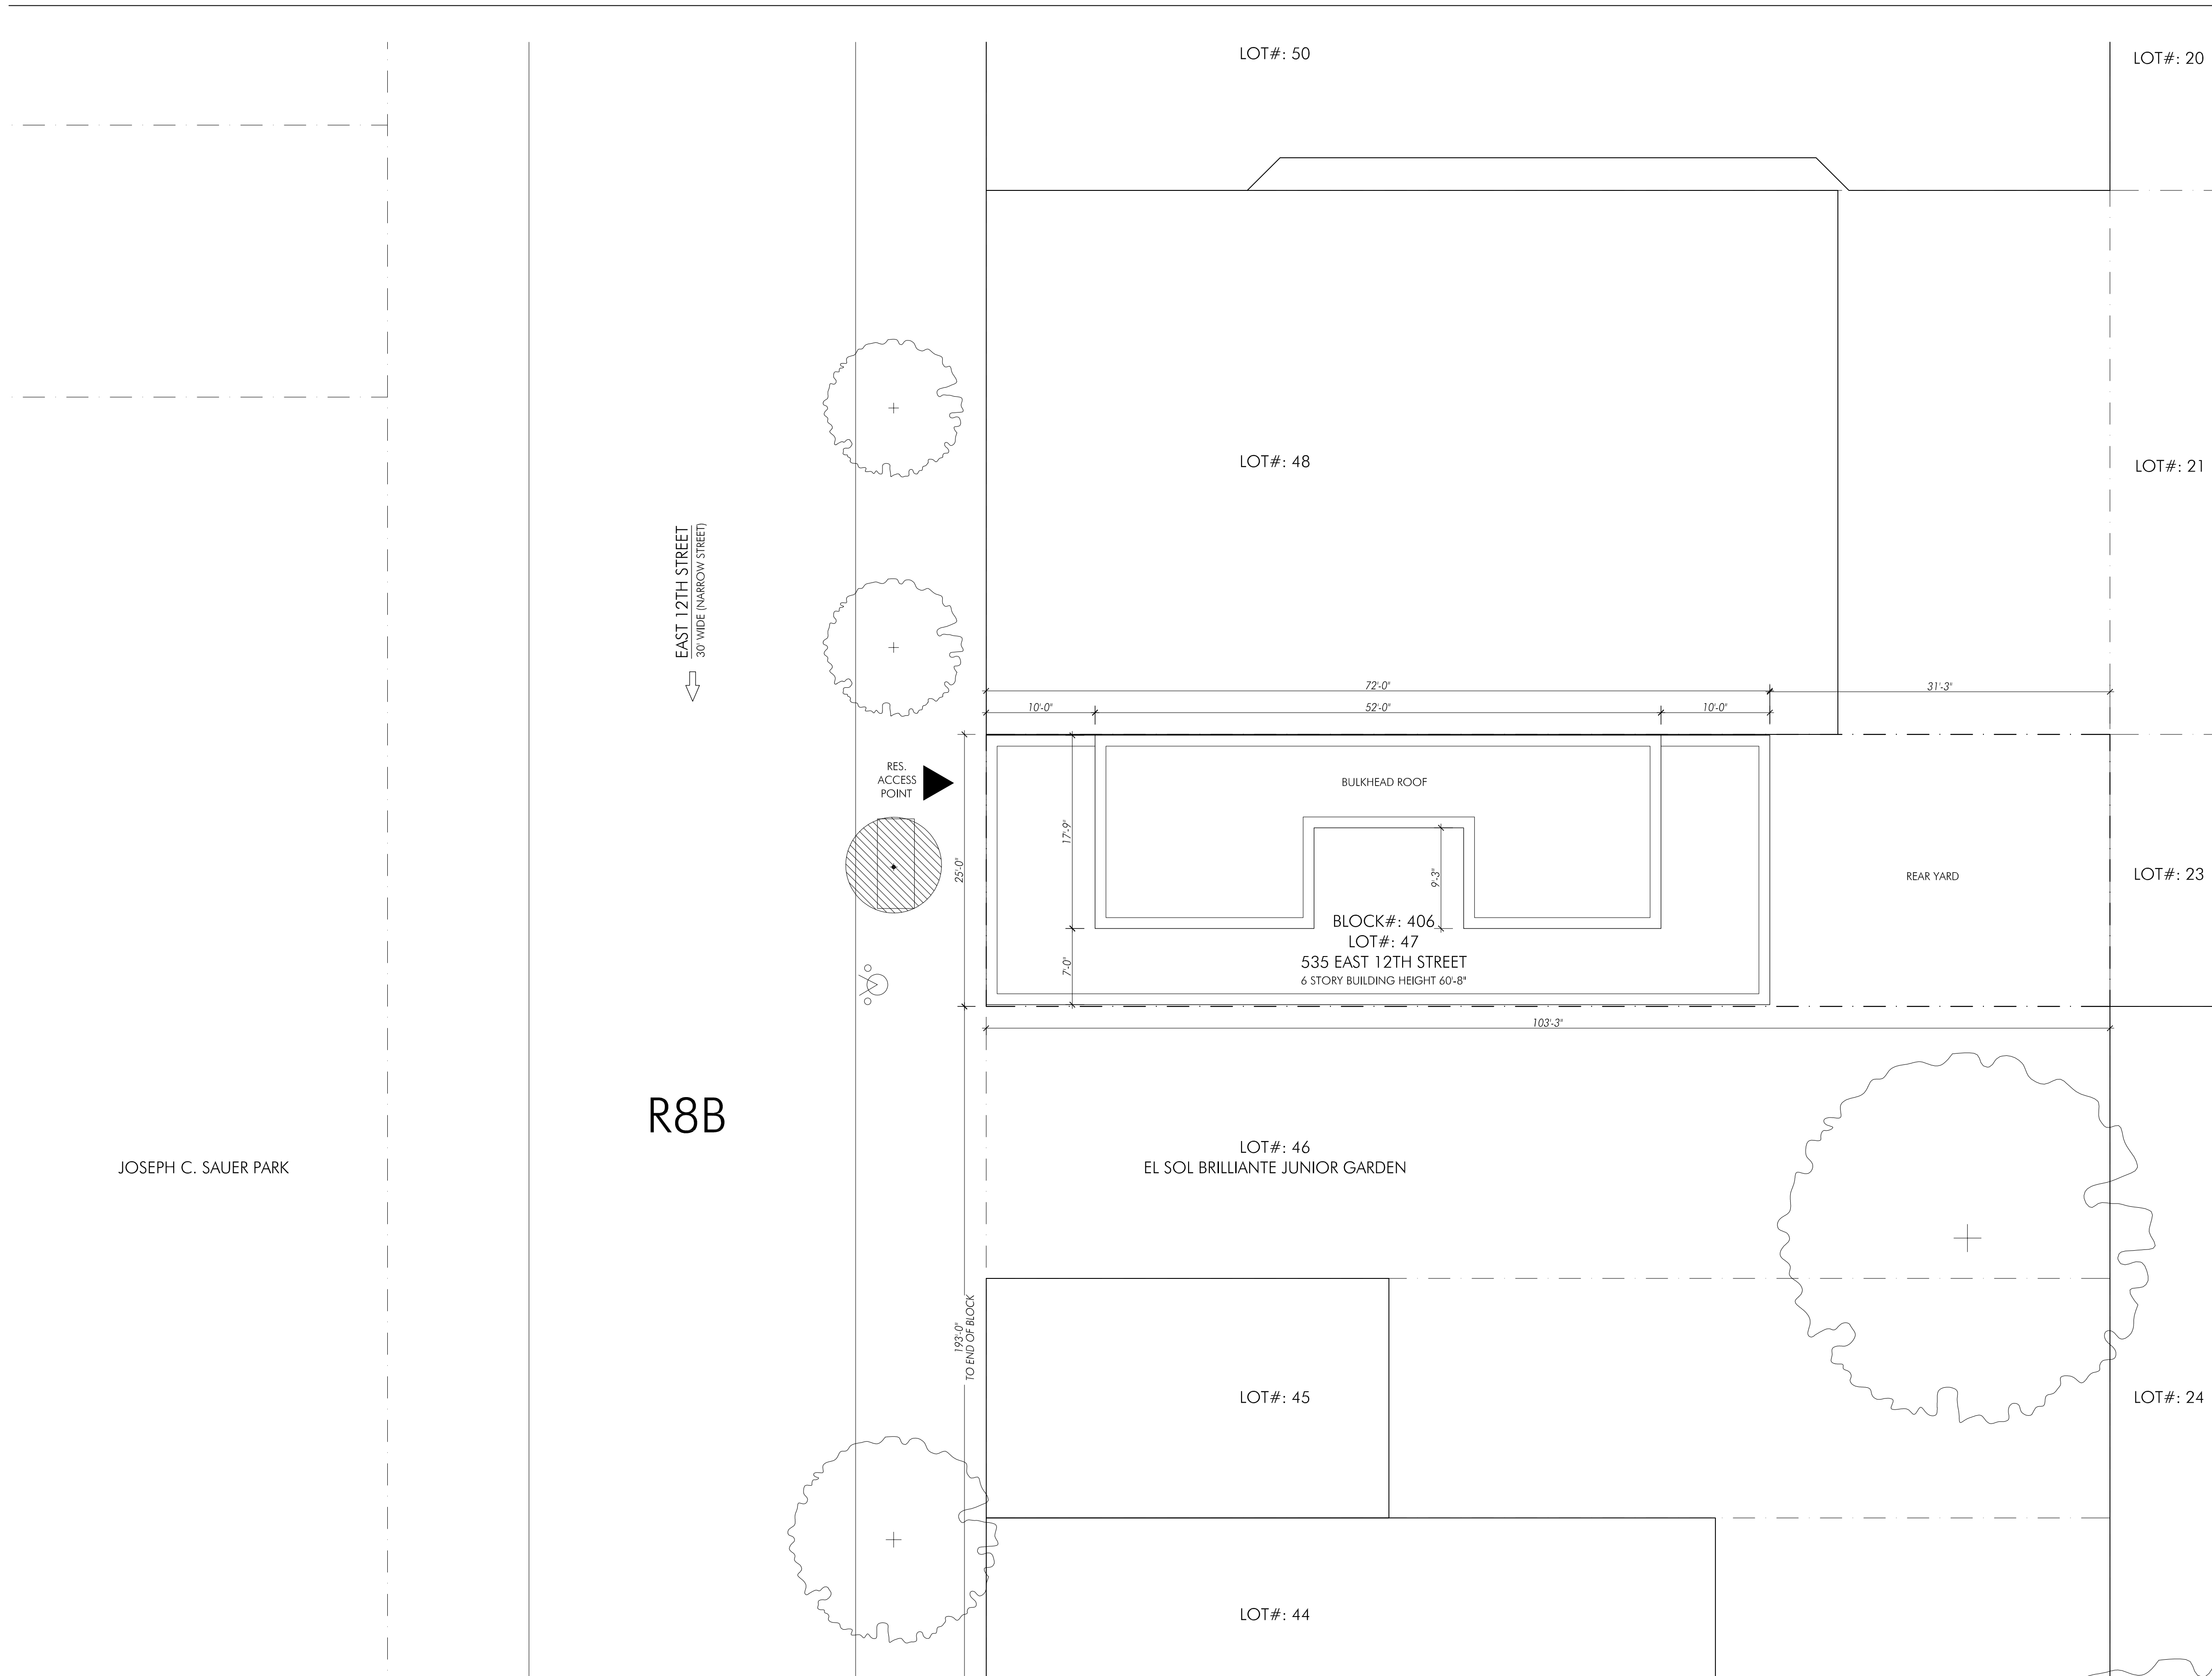 LOT#: 50
LOT#: 20
LOT#: 48
LOT#: 21
EAST 12TH STREET
30' WIDE (NARROW STREET)
72'-0"
31'-3"
10'-0"
52'-0"
10'-0"
RES.
ACCESS
POINT
BULKHEAD ROOF
17'-9"
25'-0"
9'-3"
REAR YARD
LOT#: 23
BLOCK#: 406
LOT#: 47
535 EAST 12TH STREET
6 STORY BUILDING HEIGHT 60'-8"
7'-0"
103'-3"
R8B
JOSEPH C. SAUER PARK
LOT#: 46
EL SOL BRILLIANTE JUNIOR GARDEN
193'-0"
TO END OF BLOCK
LOT#: 45
LOT#: 24
LOT#: 44